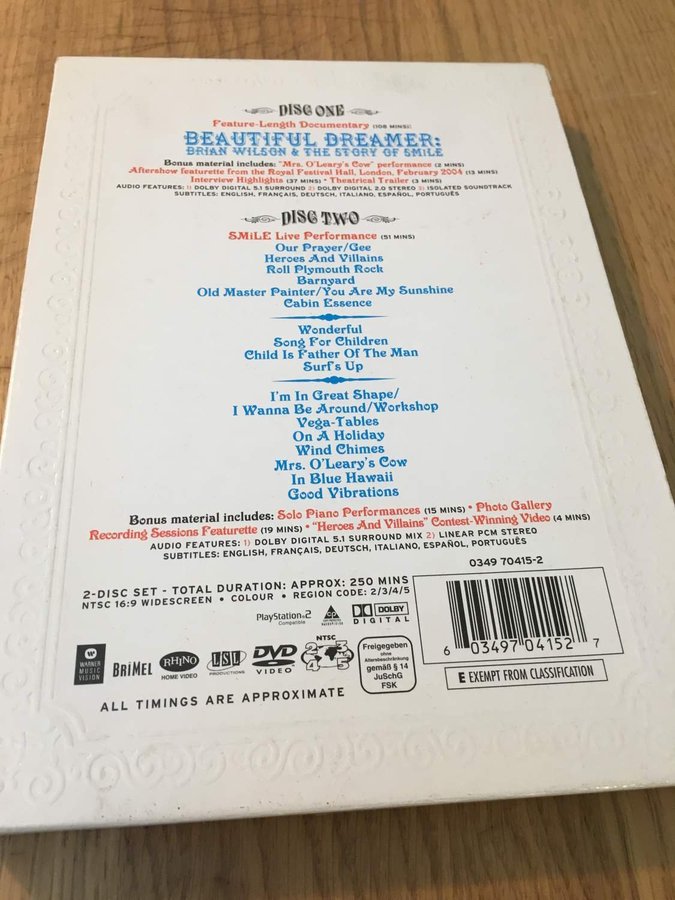 DISC ONE
Feature-Length Documentary (108 MINS)
BEAUTIFUL DREAMER:
BRIAN WILSON & THE STORY OF SMiLE
Bonus material includes: "Mrs. O'Leary's Cow" performance (2 MINS)
Aftershow featurette from the Royal Festival Hall, London, February 2004 (13 MINS)
Interview Highlights (37 MINS) • Theatrical Trailer (3 MINS)
AUDIO FEATURES: 1) DOLBY DIGITAL 5.1 SURROUND 2) DOLBY DIGITAL 2.0 STEREO 3) ISOLATED SOUNDTRACK
SUBTITLES: ENGLISH, FRANÇAIS, DEUTSCH, ITALIANO, ESPAÑOL, PORTUGUÊS
DISC TWO
SMiLE Live Performance (51 MINS)
Our Prayer/Gee
Heroes And Villains
Roll Plymouth Rock
Barnyard
Old Master Painter/You Are My Sunshine
Cabin Essence
Wonderful
Song For Children
Child Is Father Of The Man
Surf's Up
I'm In Great Shape/
I Wanna Be Around/Workshop
Vega-Tables
On A Holiday
Wind Chimes
Mrs. O'Leary's Cow
In Blue Hawaii
Good Vibrations
Bonus material includes: Solo Piano Performances (15 MINS) • Photo Gallery
Recording Sessions Featurette (19 MINS) • "Heroes And Villains" Contest-Winning Video (4 MINS)
AUDIO FEATURES: 1) DOLBY DIGITAL 5.1 SURROUND MIX 2) LINEAR PCM STEREO
SUBTITLES: ENGLISH, FRANÇAIS, DEUTSCH, ITALIANO, ESPAÑOL, PORTUGUÊS
0349 70415-2
2-DISC SET - TOTAL DURATION: APPROX: 250 MINS
NTSC 16:9 WIDESCREEN • COLOUR • REGION CODE: 2/3/4/5
PlayStation 2
Compatible
DOLBY
DIGITAL
6 03497 04152 7
WARNER
MUSIC
VISION
BRIMEL
RHINO
HOME VIDEO
LSL
PRODUCTIONS
DVD
VIDEO
NTSC
2 3
4 5
Freigegeben
ohne
Altersbeschränkung
gemäß § 14
JuSchG
FSK
E EXEMPT FROM CLASSIFICATION
ALL TIMINGS ARE APPROXIMATE